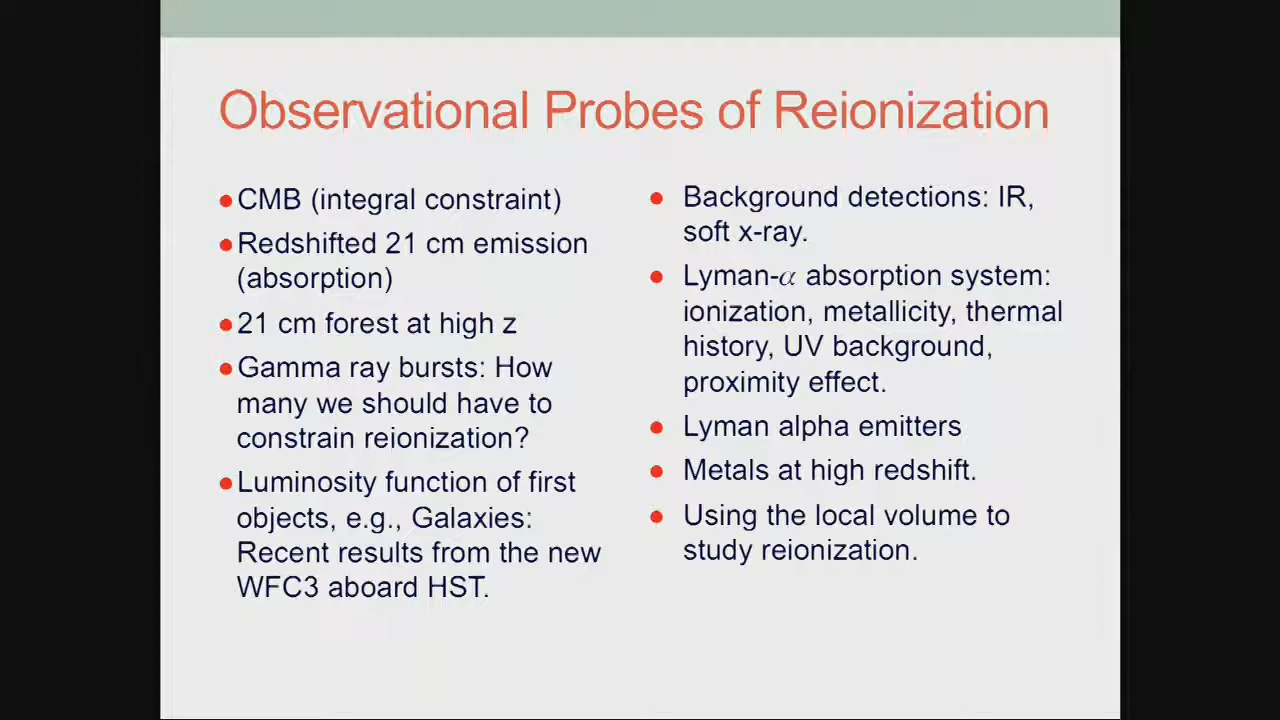 Observational Probes of Reionization
●CMB (integral constraint)
●Redshifted 21 cm emission
(absorption)
●21 cm forest at high z
●Gamma ray bursts: How
many we should have to
constrain reionization?
●Luminosity function of first
objects, e.g., Galaxies:
Recent results from the new
WFC3 aboard HST.
● Background detections: IR,
soft x-ray.
● Lyman-α absorption system:
ionization, metallicity, thermal
history, UV background,
proximity effect.
● Lyman alpha emitters
● Metals at high redshift.
● Using the local volume to
study reionization.